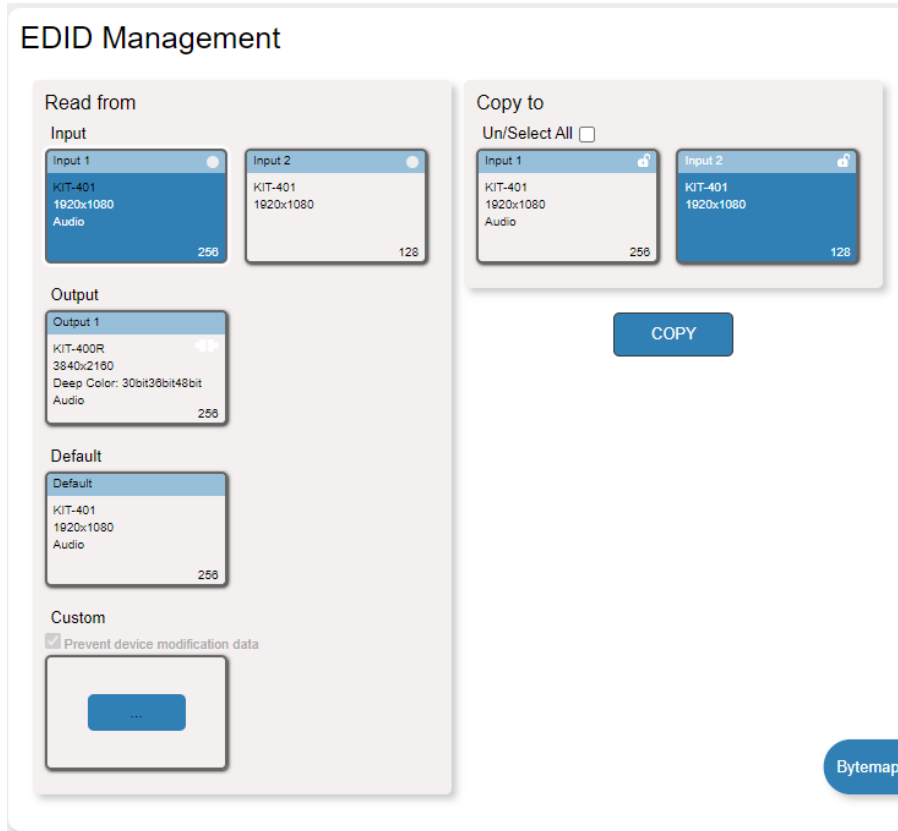 EDID Management
Read from
Input
Input 1
KIT-401
1920x1080
Audio
256
Input 2
KIT-401
1920x1080
128
Output
Output 1
KIT-400R
3840x2160
Deep Color: 30bit36bit48bit
Audio
256
Default
Default
KIT-401
1920x1080
Audio
256
Custom
Prevent device modification data
...
Copy to
Un/Select All
Input 1
KIT-401
1920x1080
Audio
256
Input 2
KIT-401
1920x1080
128
COPY
Bytemap